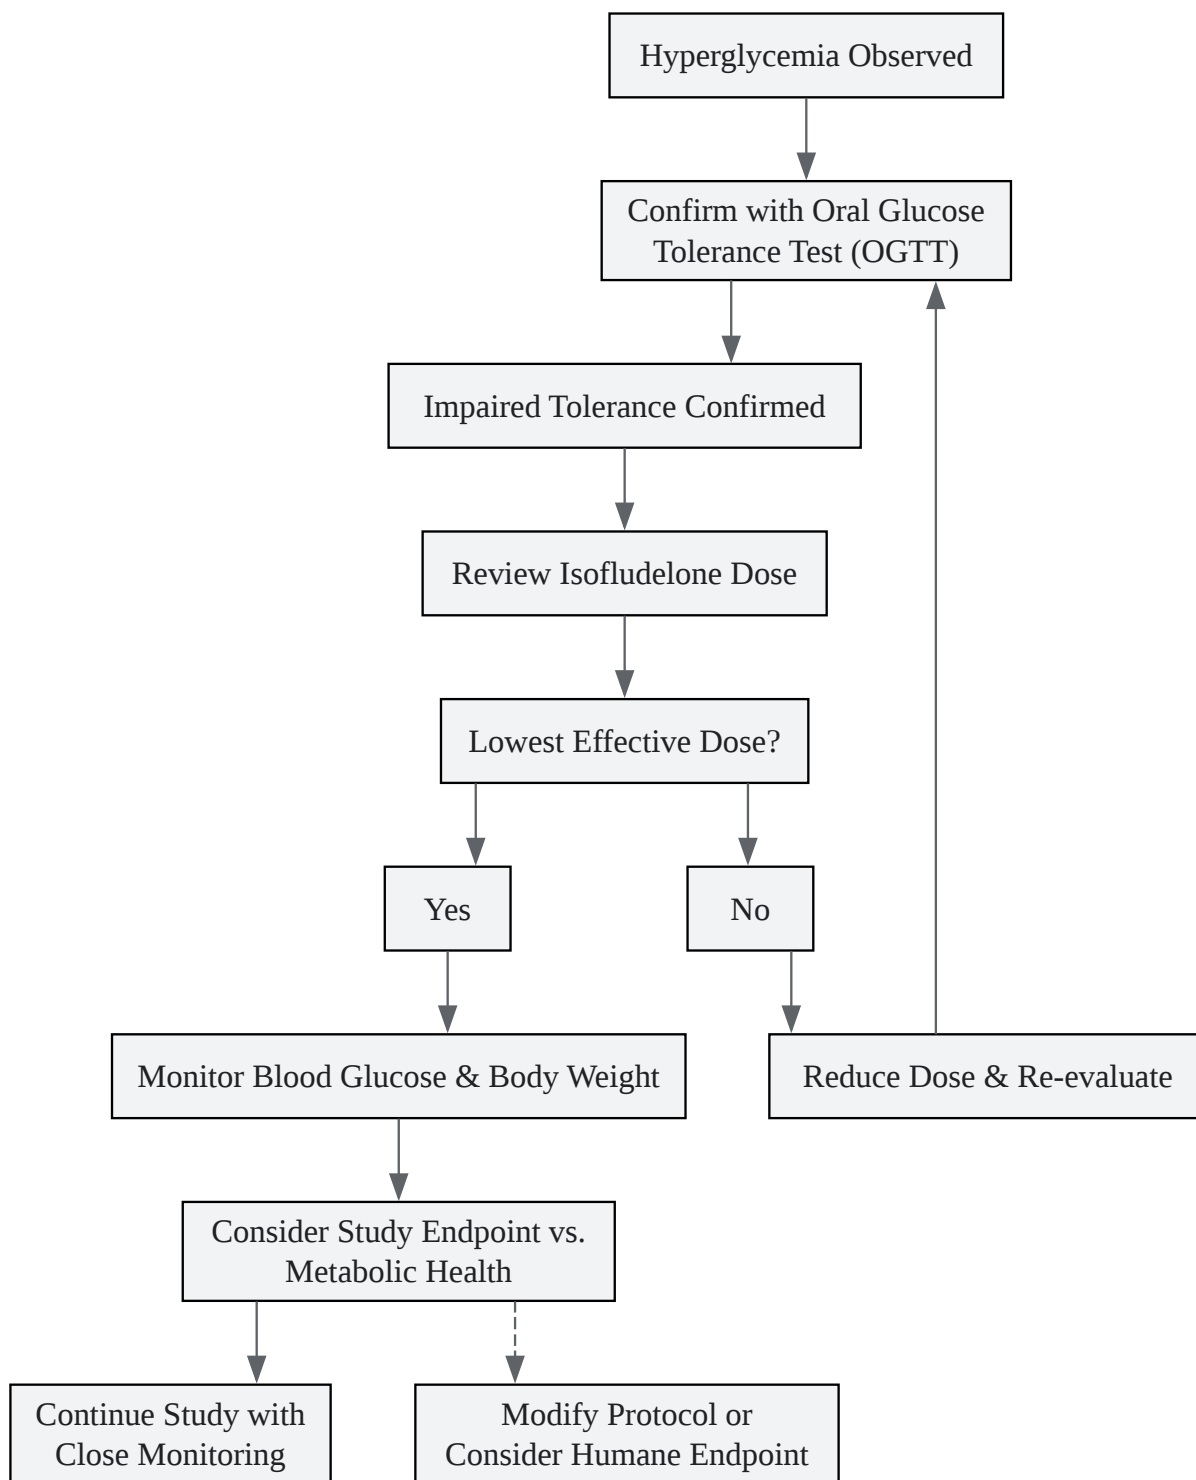 Hyperglycemia Observed
Confirm with Oral Glucose
Tolerance Test (OGTT)
Impaired Tolerance Confirmed
Review Isofludelone Dose
Lowest Effective Dose?
Yes
No
Monitor Blood Glucose & Body Weight
Reduce Dose & Re-evaluate
Consider Study Endpoint vs.
Metabolic Health
Continue Study with
Close Monitoring
Modify Protocol or
Consider Humane Endpoint